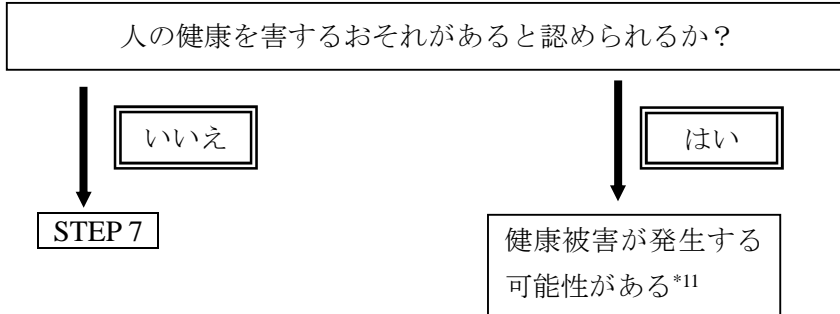 人の健康を害するおそれがあると認められるか？
いいえ
はい
STEP 7
健康被害が発生する
可能性がある*11